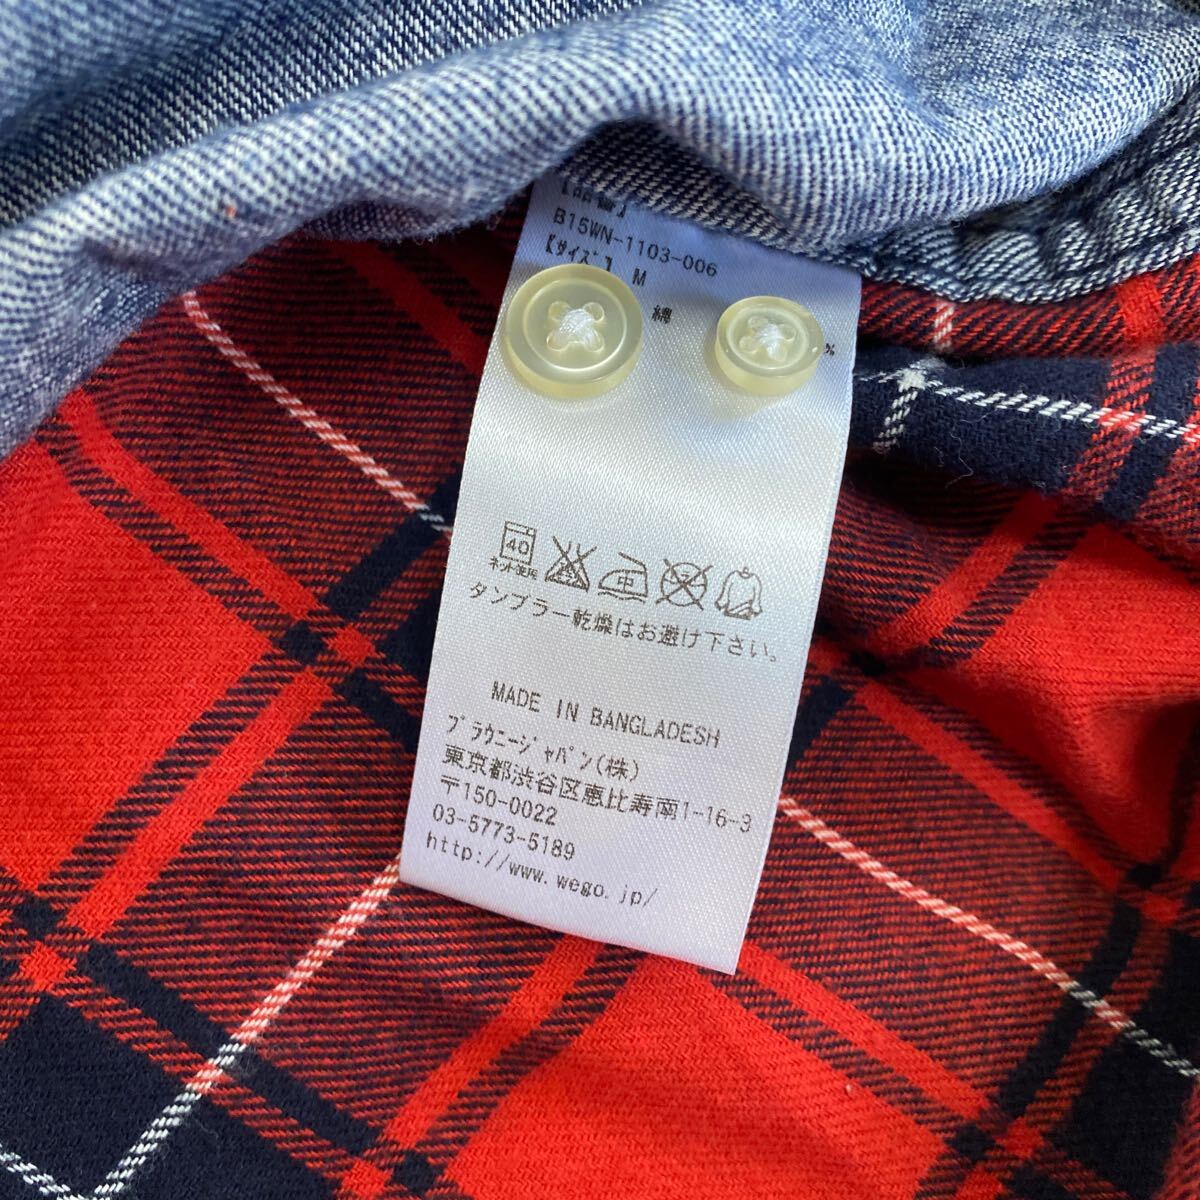 【品番】
B15WN-1103-006
【サイズ】 M
綿 %
40
ネット使用
中
タンブラー乾燥はお避け下さい。
MADE IN BANGLADESH
ブラウニージャパン(株)
東京都渋谷区恵比寿南1-16-3
〒150-0022
03-5773-5189
http://www.wego.jp/